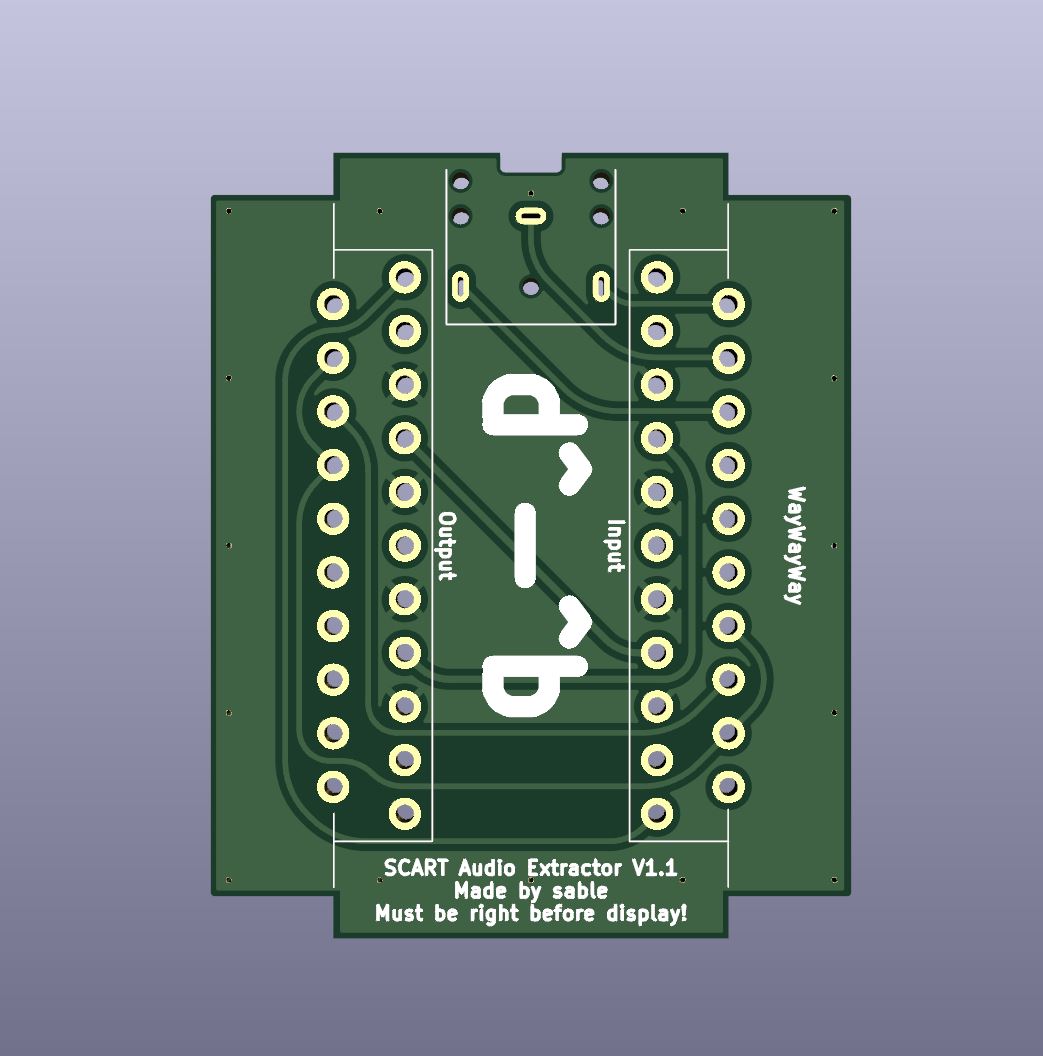 d^-^b
Output
Input
WayWayWay
SCART Audio Extractor V1.1
Made by sable
Must be right before display!